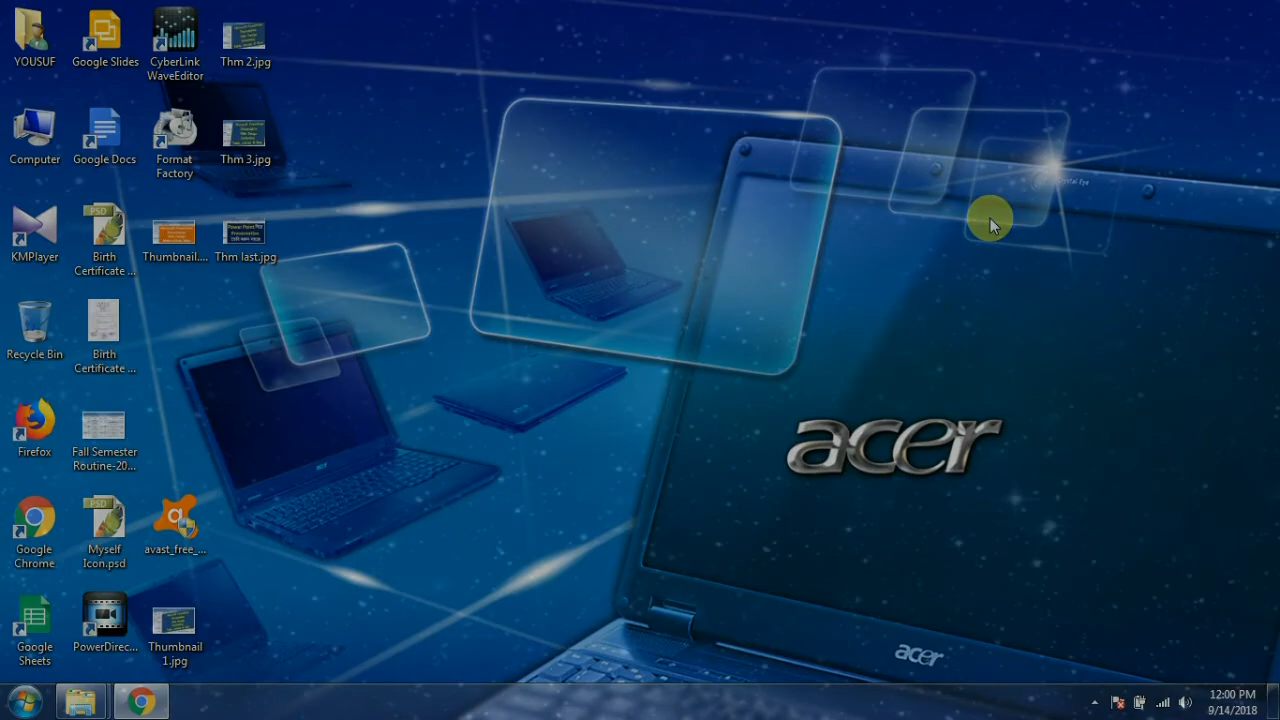 YOUSUF
Google Slides
CyberLink
WaveEditor
Thm 2.jpg
Computer
Google Docs
Format
Factory
Thm 3.jpg
KMPlayer
PSD
Birth
Certificate ...
Thumbnail....
Thm last.jpg
Recycle Bin
Birth
Certificate ...
Firefox
Fall Semester
Routine-20...
Google
Chrome
PSD
Myself
Icon.psd
avast_free_...
Google
Sheets
PowerDirec...
Thumbnail
1.jpg
acer
acer
12:00 PM
9/14/2018